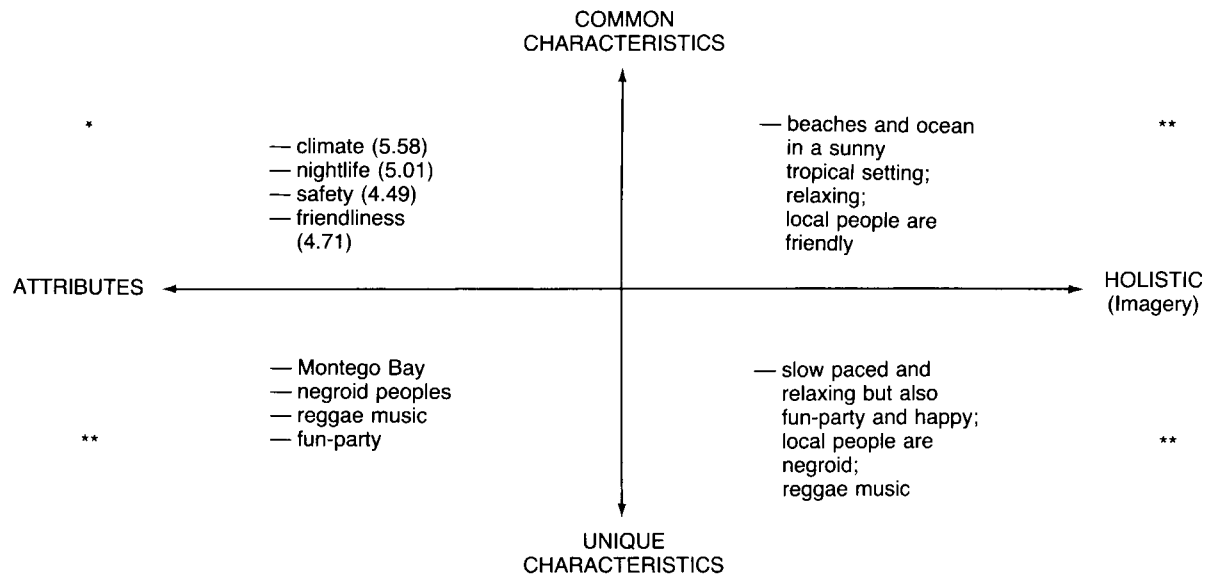 COMMON
CHARACTERISTICS
*
— climate (5.58)
— nightlife (5.01)
— safety (4.49)
— friendliness
(4.71)
— beaches and ocean
in a sunny
tropical setting;
relaxing;
local people are
friendly
**
ATTRIBUTES
HOLISTIC
(Imagery)
— Montego Bay
— negroid peoples
— reggae music
— fun-party
**
— slow paced and
relaxing but also
fun-party and happy;
local people are
negroid;
reggae music
**
UNIQUE
CHARACTERISTICS